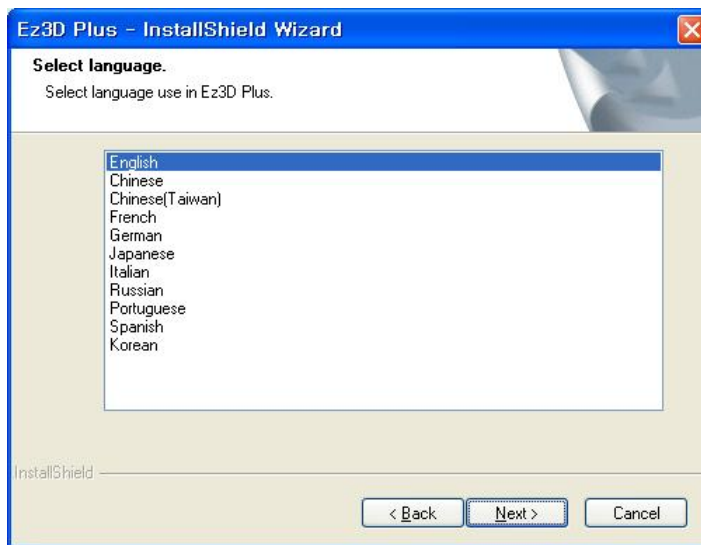 Ez3D Plus - InstallShield Wizard
Select language.
Select language use in Ez3D Plus.
English
Chinese
Chinese(Taiwan)
French
German
Japanese
Italian
Russian
Portuguese
Spanish
Korean
InstallShield
< Back Next > Cancel